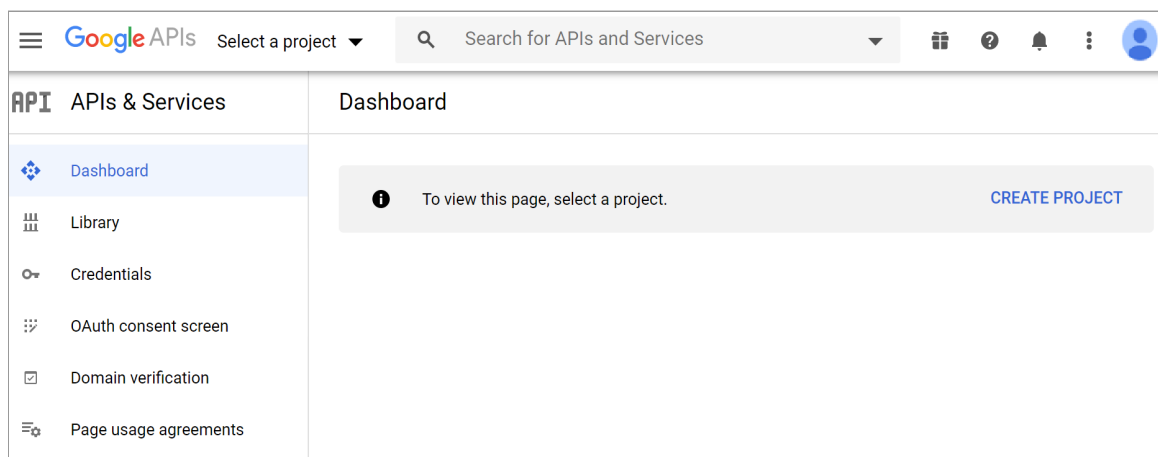 Google APIs Select a project Search for APIs and Services
API APIs & Services
Dashboard
Library
Credentials
OAuth consent screen
Domain verification
Page usage agreements
Dashboard
To view this page, select a project. CREATE PROJECT